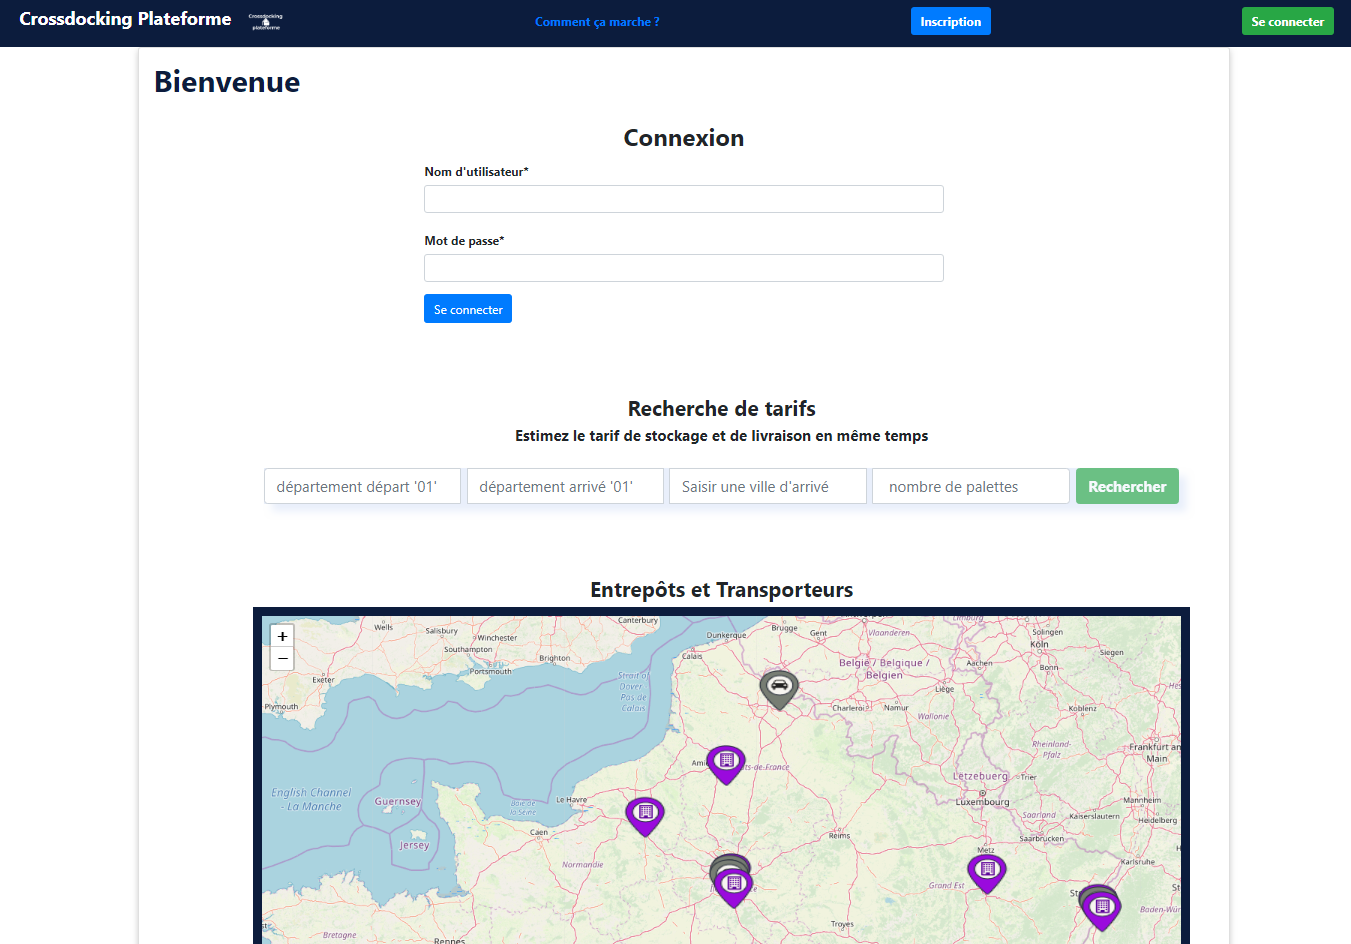 Crossdocking Plateforme
Crossdocking
plateforme
Comment ça marche ?
Inscription
Se connecter
Bienvenue
Connexion
Nom d'utilisateur*
Mot de passe*
Se connecter
Recherche de tarifs
Estimez le tarif de stockage et de livraison en même temps
département départ '01'
département arrivé '01'
Saisir une ville d'arrivé
nombre de palettes
Rechercher
Entrepôts et Transporteurs
+
−
Wells
Salisbury
Winchester
Southampton
Brighton
Portsmouth
Exeter
Plymouth
Canterbury
Strait of
Dover -
Pas de
Calais
Dunkerque
Calais
Brugge
Gent
Vlaanderen
Limburg
België / Belgique /
Belgien
Aachen
Solingen
Köln
Bonn
Siegen
Liège
Charleroi
Namur
Wallonie
Koblenz
Rheinland-
Pfalz
Frankfurt am
Main
Lëtzebuerg
Trier
Luxembourg
Mannheim
Saarland
Kaiserslautern
Heidelberg
Saarbrücken
Metz
Karlsruhe
Grand Est
Baden-Wür
English Channel
- La Manche
Guernsey
Jersey
Baie de
la Seine
Le Havre
Caen
Normandie
Ami
ts-de-France
Reims
Troyes
Bretagne
Rennes